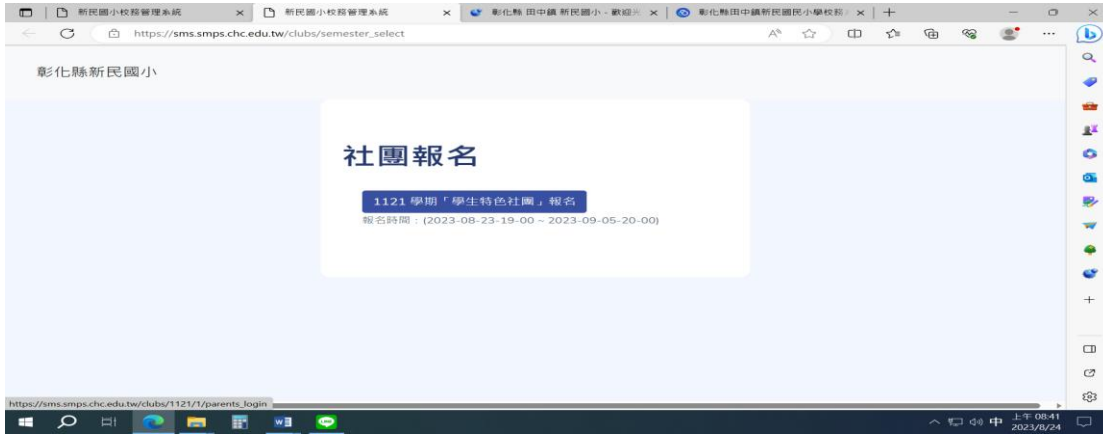 新民國小校務管理系統
新民國小校務管理系統
彰化縣 田中鎮 新民國小 - 歡迎
彰化縣田中鎮新民國民小學校務
https://sms.smps.chc.edu.tw/clubs/semester_select
彰化縣新民國小
社團報名
1121 學期「學生特色社團」報名
報名時間：(2023-08-23-19-00 ~ 2023-09-05-20-00)
https://sms.smps.chc.edu.tw/clubs/1121/1/parents_login
中
上午 08:41
2023/8/24